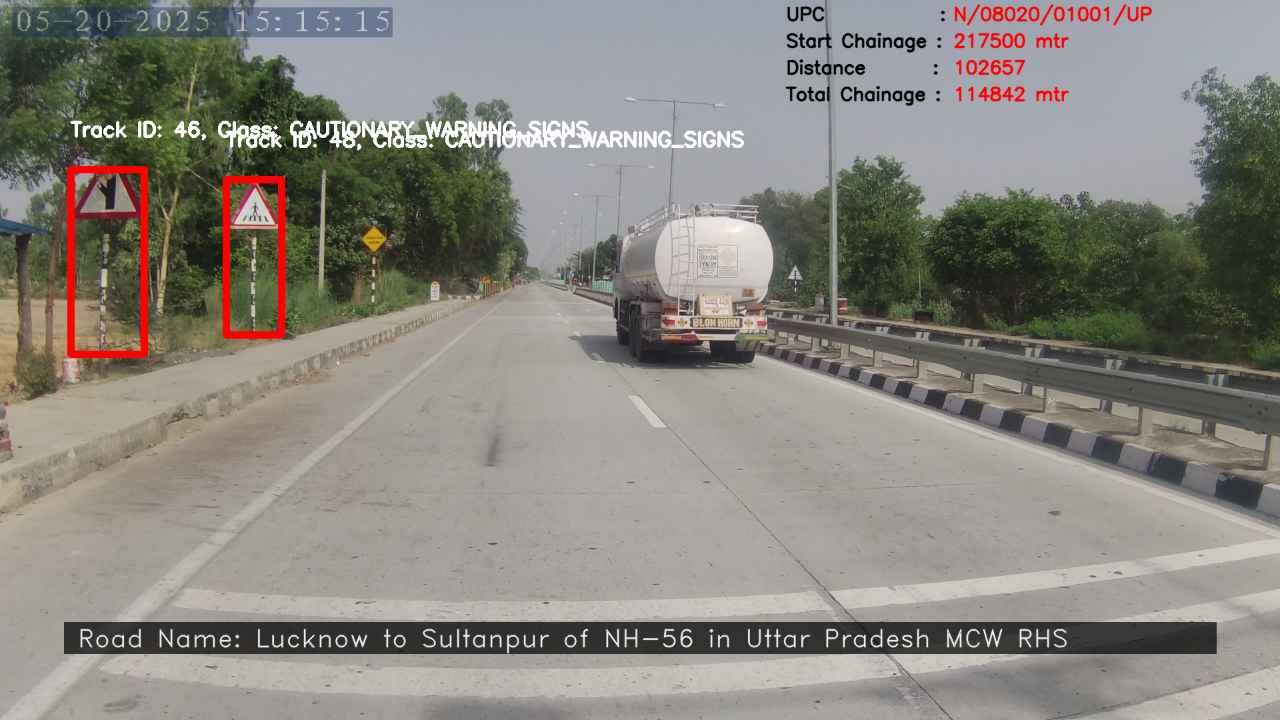 05-20-2025 15:15:15
UPC : N/08020/01001/UP
Start Chainage : 217500 mtr
Distance : 102657
Total Chainage : 114842 mtr
Track ID: 46, Class: CAUTIONARY_WARNING_SIGNS
Track ID: 48, Class: CAUTIONARY_WARNING_SIGNS
BLOW HORN
Road Name: Lucknow to Sultanpur of NH-56 in Uttar Pradesh MCW RHS